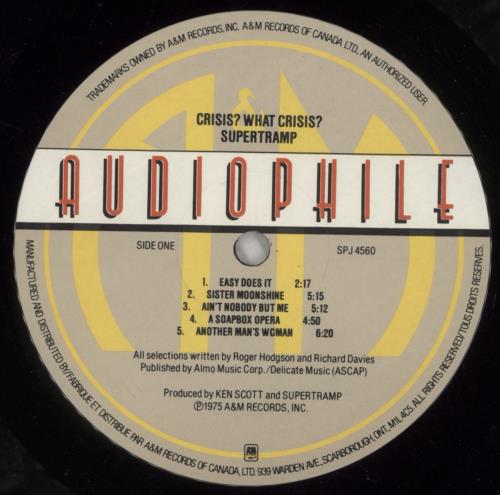 TRADEMARKS OWNED BY A&M RECORDS, INC. A&M RECORDS OF CANADA LTD., AN AUTHORIZED USER.
CRISIS? WHAT CRISIS?
SUPERTRAMP
AUDIOPHILE
SIDE ONE
SPJ 4560
1. EASY DOES IT 2:17
2. SISTER MOONSHINE 5:15
3. AIN'T NOBODY BUT ME 5:12
4. A SOAPBOX OPERA 4:50
5. ANOTHER MAN'S WOMAN 6:20
All selections written by Roger Hodgson and Richard Davies
Published by Almo Music Corp./Delicate Music (ASCAP)
Produced by KEN SCOTT and SUPERTRAMP
Ⓟ1975 A&M RECORDS, INC.
A&M
MANUFACTURED AND DISTRIBUTED BY/FABRIQUE ET DISTRIBUE PAR A&M RECORDS OF CANADA, LTD. 939 WARDEN AVE., SCARBOROUGH, ONT., M1L 4C5. ALL RIGHTS RESERVED/TOUS DROITS RESERVES.